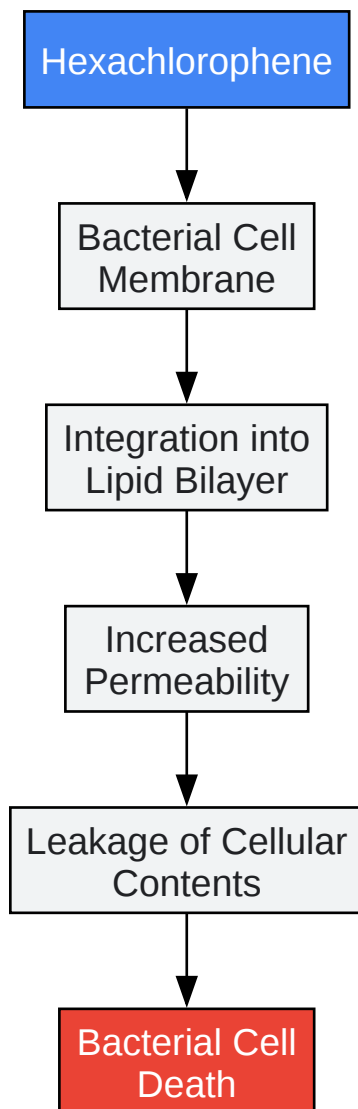 Hexachlorophene
Bacterial Cell
Membrane
Integration into
Lipid Bilayer
Increased
Permeability
Leakage of Cellular
Contents
Bacterial Cell
Death